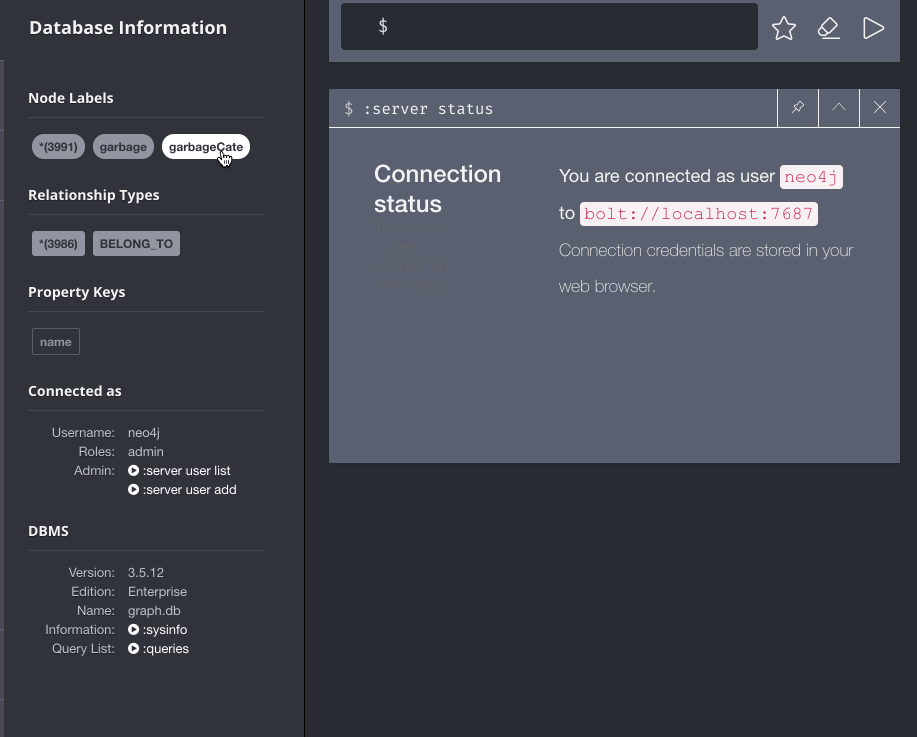 Database Information
Node Labels
*(3991) garbage garbageCate
Relationship Types
*(3986) BELONG_TO
Property Keys
name
Connected as
Username: neo4j
Roles: admin
Admin: :server user list
:server user add
DBMS
Version: 3.5.12
Edition: Enterprise
Name: graph.db
Information: :sysinfo
Query List: :queries
$
$ :server status
Connection
status
You are connected as user neo4j
to bolt://localhost:7687
Connection credentials are stored in your
web browser.